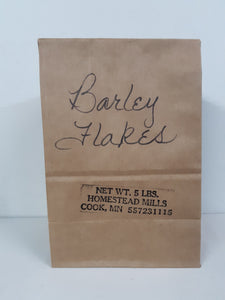 Barley
Flakes
NET WT. 5 LBS.
HOMESTEAD MILLS
COOK, MN 557231115